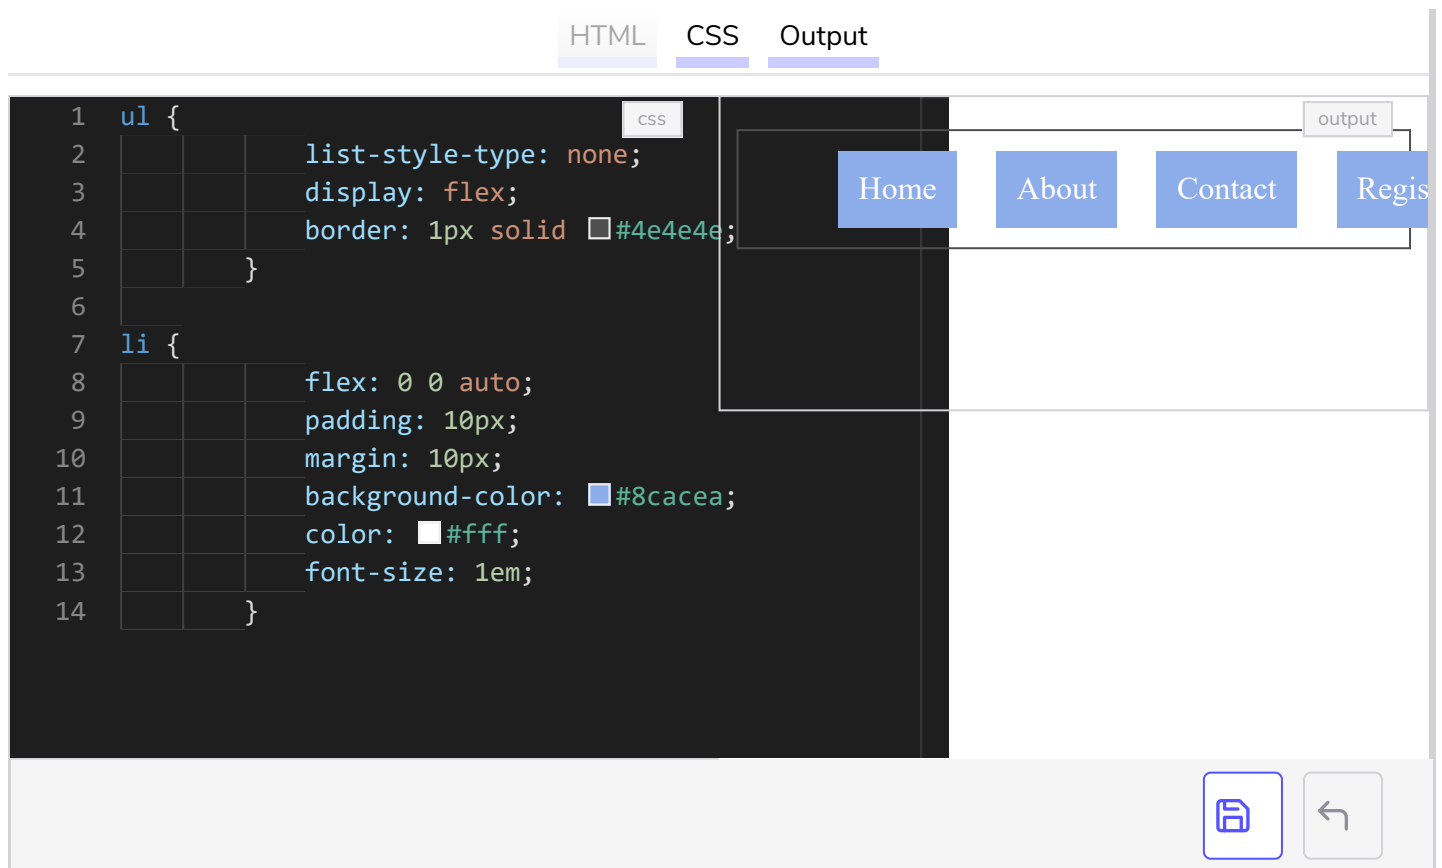 HTML CSS Output
css
output
1 ul {
2 list-style-type: none;
3 display: flex;
4 border: 1px solid #4e4e4e;
5 }
6
7 li {
8 flex: 0 0 auto;
9 padding: 10px;
10 margin: 10px;
11 background-color: #8cacea;
12 color: #fff;
13 font-size: 1em;
14 }
Home About Contact Regis